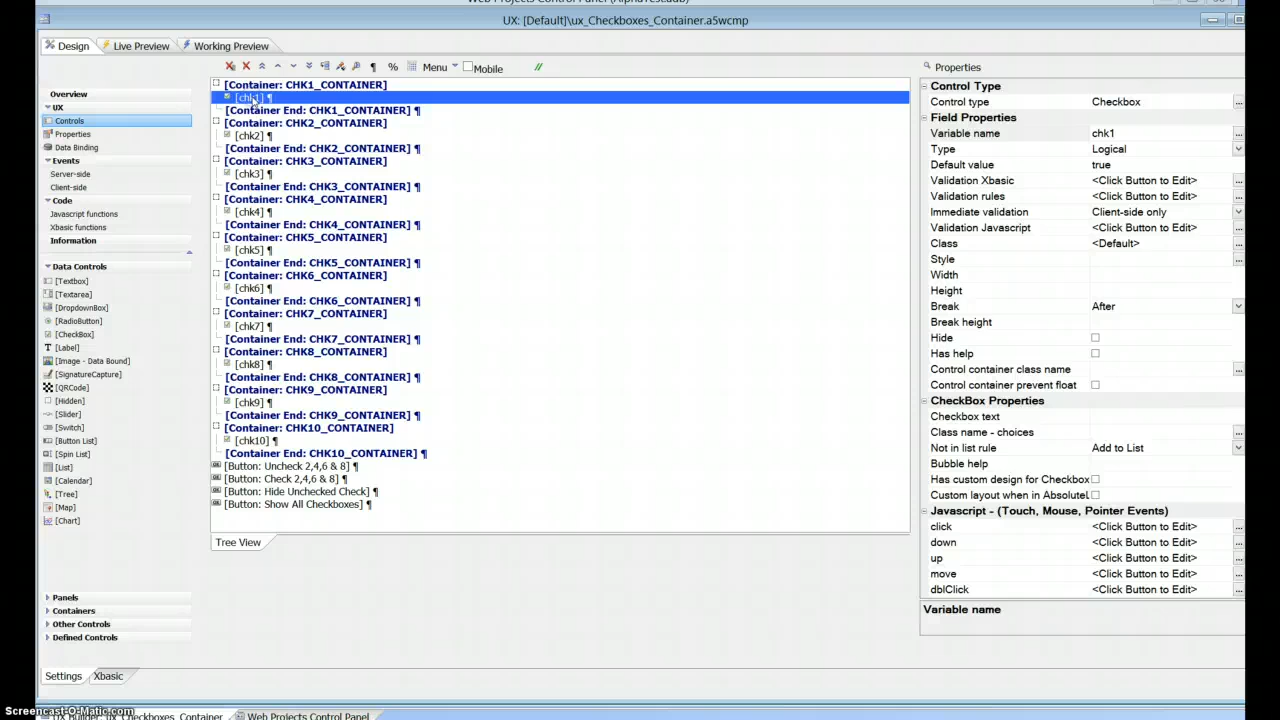 Web Projects Control Panel (AlphaTest.adb)
UX: [Default]\ux_Checkboxes_Container.a5wcmp
Design
Live Preview
Working Preview
Menu
Mobile
Overview
UX
Controls
Properties
Data Binding
Events
Server-side
Client-side
Code
Javascript functions
Xbasic functions
Information
Data Controls
[Textbox]
[Textarea]
[DropdownBox]
[RadioButton]
[CheckBox]
[Label]
[Image - Data Bound]
[SignatureCapture]
[QRCode]
[Hidden]
[Slider]
[Switch]
[Button List]
[Spin List]
[List]
[Calendar]
[Tree]
[Map]
[Chart]
Panels
Containers
Other Controls
Defined Controls
[Container: CHK1_CONTAINER]
[chk1] ¶
[Container End: CHK1_CONTAINER] ¶
[Container: CHK2_CONTAINER]
[chk2] ¶
[Container End: CHK2_CONTAINER] ¶
[Container: CHK3_CONTAINER]
[chk3] ¶
[Container End: CHK3_CONTAINER] ¶
[Container: CHK4_CONTAINER]
[chk4] ¶
[Container End: CHK4_CONTAINER] ¶
[Container: CHK5_CONTAINER]
[chk5] ¶
[Container End: CHK5_CONTAINER] ¶
[Container: CHK6_CONTAINER]
[chk6] ¶
[Container End: CHK6_CONTAINER] ¶
[Container: CHK7_CONTAINER]
[chk7] ¶
[Container End: CHK7_CONTAINER] ¶
[Container: CHK8_CONTAINER]
[chk8] ¶
[Container End: CHK8_CONTAINER] ¶
[Container: CHK9_CONTAINER]
[chk9] ¶
[Container End: CHK9_CONTAINER] ¶
[Container: CHK10_CONTAINER]
[chk10] ¶
[Container End: CHK10_CONTAINER] ¶
[Button: Uncheck 2,4,6 & 8] ¶
[Button: Check 2,4,6 & 8] ¶
[Button: Hide Unchecked Check] ¶
[Button: Show All Checkboxes] ¶
Tree View
Properties
Control Type
Control type Checkbox ...
Field Properties
Variable name chk1 ...
Type Logical
Default value true
Validation Xbasic <Click Button to Edit> ...
Validation rules <Click Button to Edit> ...
Immediate validation Client-side only
Validation Javascript <Click Button to Edit> ...
Class <Default> ...
Style ...
Width
Height
Break After
Break height
Hide
Has help
Control container class name ...
Control container prevent float
CheckBox Properties
Checkbox text
Class name - choices ...
Not in list rule Add to List
Bubble help
Has custom design for Checkbox
Custom layout when in AbsoluteL
Javascript - (Touch, Mouse, Pointer Events)
click <Click Button to Edit> ...
down <Click Button to Edit> ...
up <Click Button to Edit> ...
move <Click Button to Edit> ...
dblClick <Click Button to Edit> ...
Variable name
Settings
Xbasic
Screencast-O-Matic.com
UX Builder: ux_Checkboxes_Container
Web Projects Control Panel